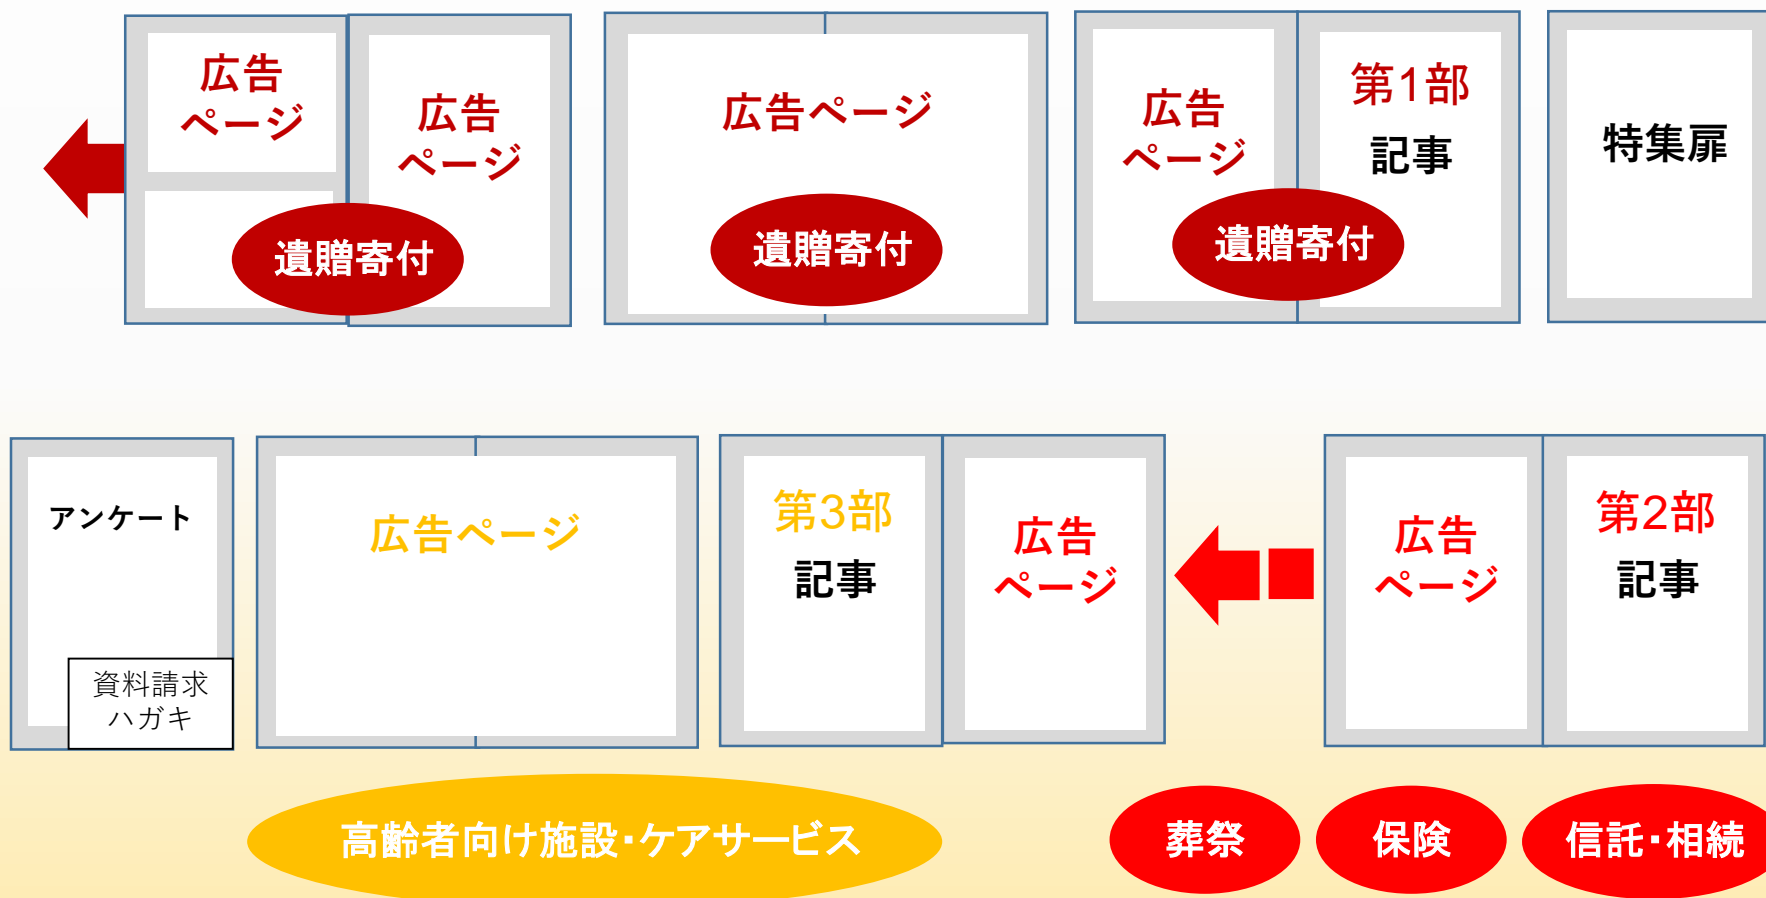 広告
ページ
広告
ページ
遺贈寄付
広告ページ
遺贈寄付
広告
ページ
第1部
記事
遺贈寄付
特集扉
アンケート
資料請求
ハガキ
広告ページ
第3部
記事
広告
ページ
広告
ページ
第2部
記事
高齢者向け施設・ケアサービス
葬祭
保険
信託・相続